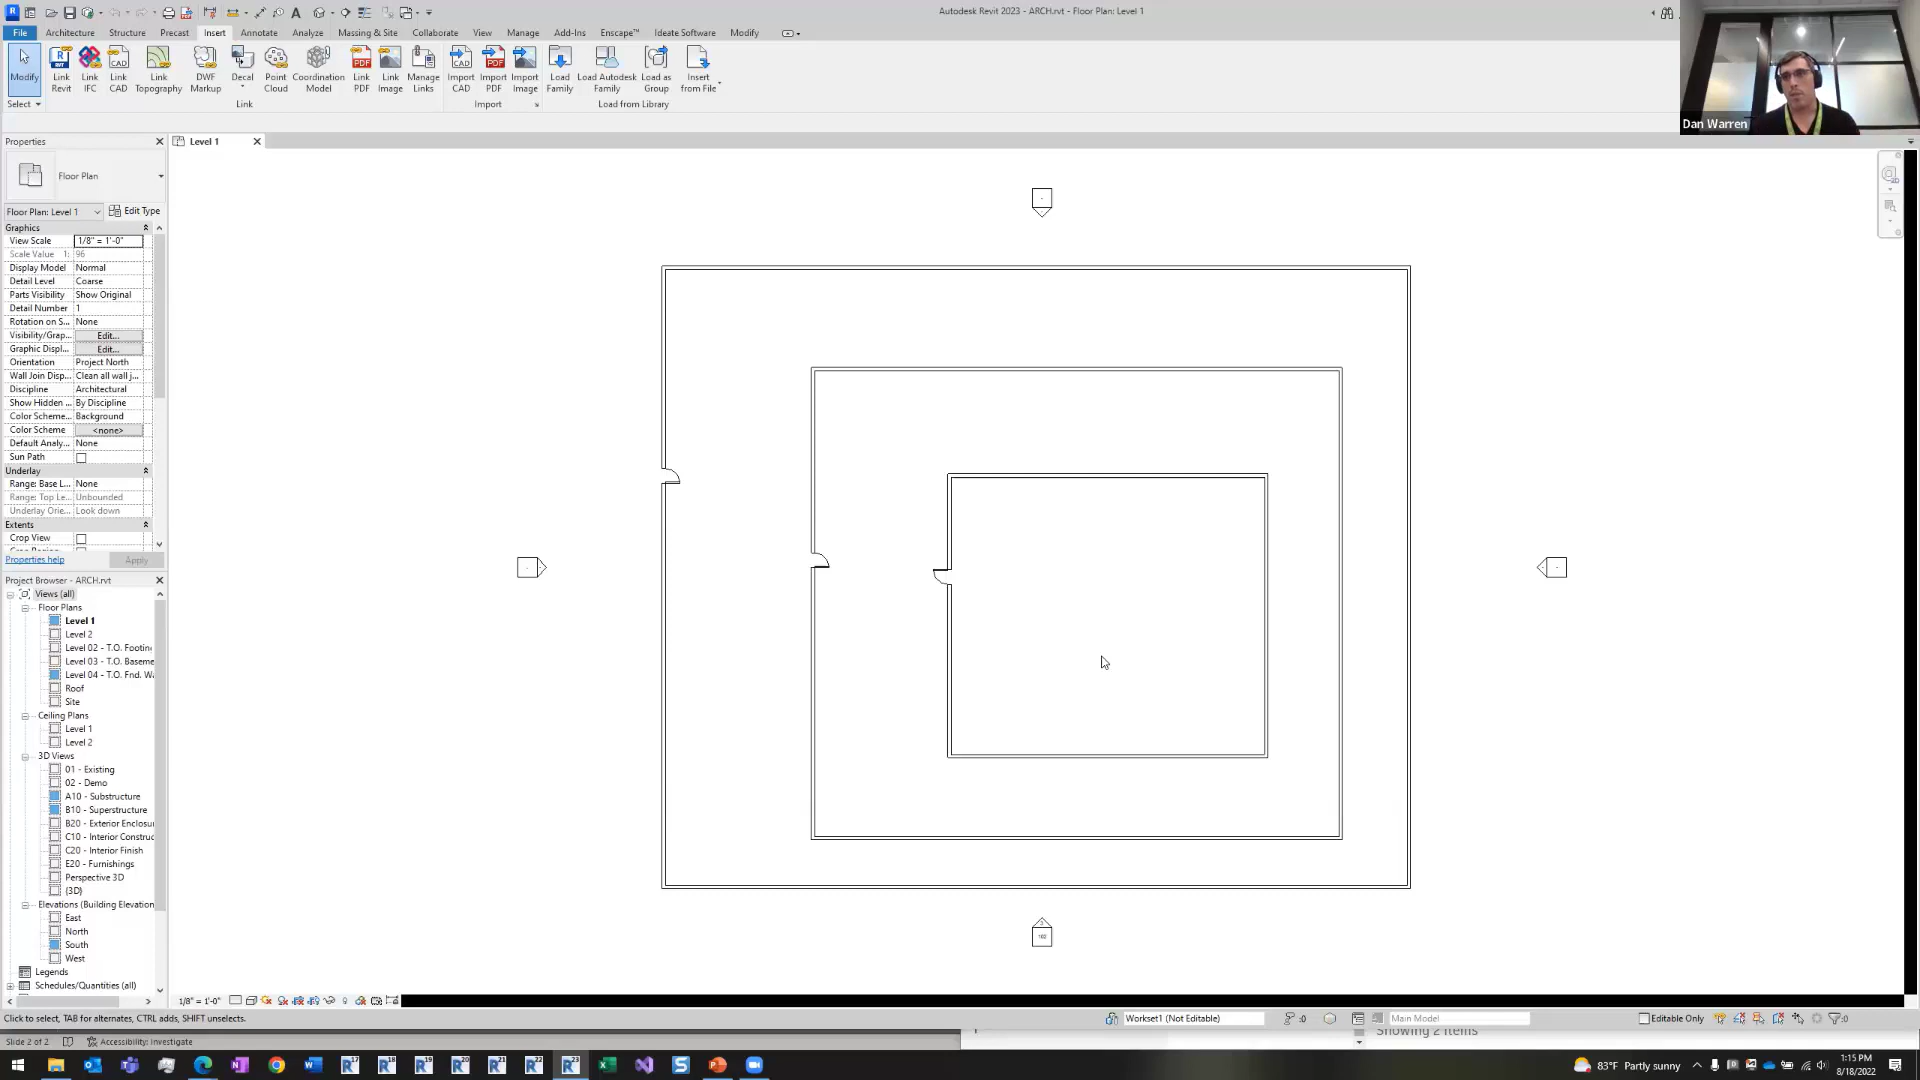 Autodesk Revit 2023 - ARCH.rvt - Floor Plan: Level 1
File Architecture Structure Precast Insert Annotate Analyze Massing & Site Collaborate View Manage Add-Ins Enscape™ Ideate Software Modify
Modify
Link Revit
Link IFC
Link CAD
Link Topography
DWF Markup
Decal
Point Cloud
Coordination Model
Link PDF
Link Image
Manage Links
Import CAD
Import PDF
Import Image
Load Family
Load Autodesk Family
Load as Group
Insert from File
Select
Link
Import
Load from Library
Dan Warren
Properties
Level 1
Floor Plan
Floor Plan: Level 1
Edit Type
Graphics
View Scale 1/8" = 1'-0"
Scale Value 1: 96
Display Model Normal
Detail Level Coarse
Parts Visibility Show Original
Detail Number 1
Rotation on S... None
Visibility/Grap... Edit...
Graphic Displ... Edit...
Orientation Project North
Wall Join Disp... Clean all wall j...
Discipline Architectural
Show Hidden ... By Discipline
Color Scheme... Background
Color Scheme <none>
Default Analy... None
Sun Path
Underlay
Range: Base L... None
Range: Top Le... Unbounded
Underlay Orie... Look down
Extents
Crop View
Properties help
Apply
Project Browser - ARCH.rvt
Views (all)
Floor Plans
Level 1
Level 2
Level 02 - T.O. Footin
Level 03 - T.O. Baseme
Level 04 - T.O. Fnd. Wa
Roof
Site
Ceiling Plans
Level 1
Level 2
3D Views
01 - Existing
02 - Demo
A10 - Substructure
B10 - Superstructure
B20 - Exterior Enclosu
C10 - Interior Construc
C20 - Interior Finish
E20 - Furnishings
Perspective 3D
{3D}
Elevations (Building Elevation
East
North
South
West
Legends
Schedules/Quantities (all)
102
1/8" = 1'-0"
Click to select, TAB for alternates, CTRL adds, SHIFT unselects.
Workset1 (Not Editable)
:0
Main Model
Editable Only
:0
Showing 2 items
Slide 2 of 2
Accessibility: Investigate
17 18 19 20 21 22 23
83°F Partly sunny
1:15 PM
8/18/2022